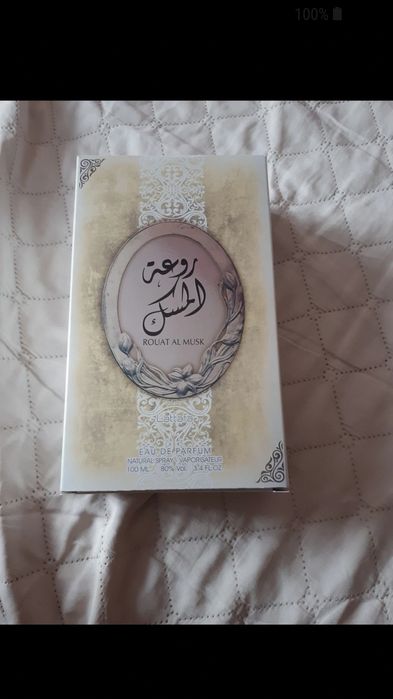 100%
روعة
المسك
ROUAT AL MUSK
Lattafa
EAU DE PARFUM
NATURAL SPRAY VAPORISATEUR
100 ML 80% Vol. 3.4 FL.OZ